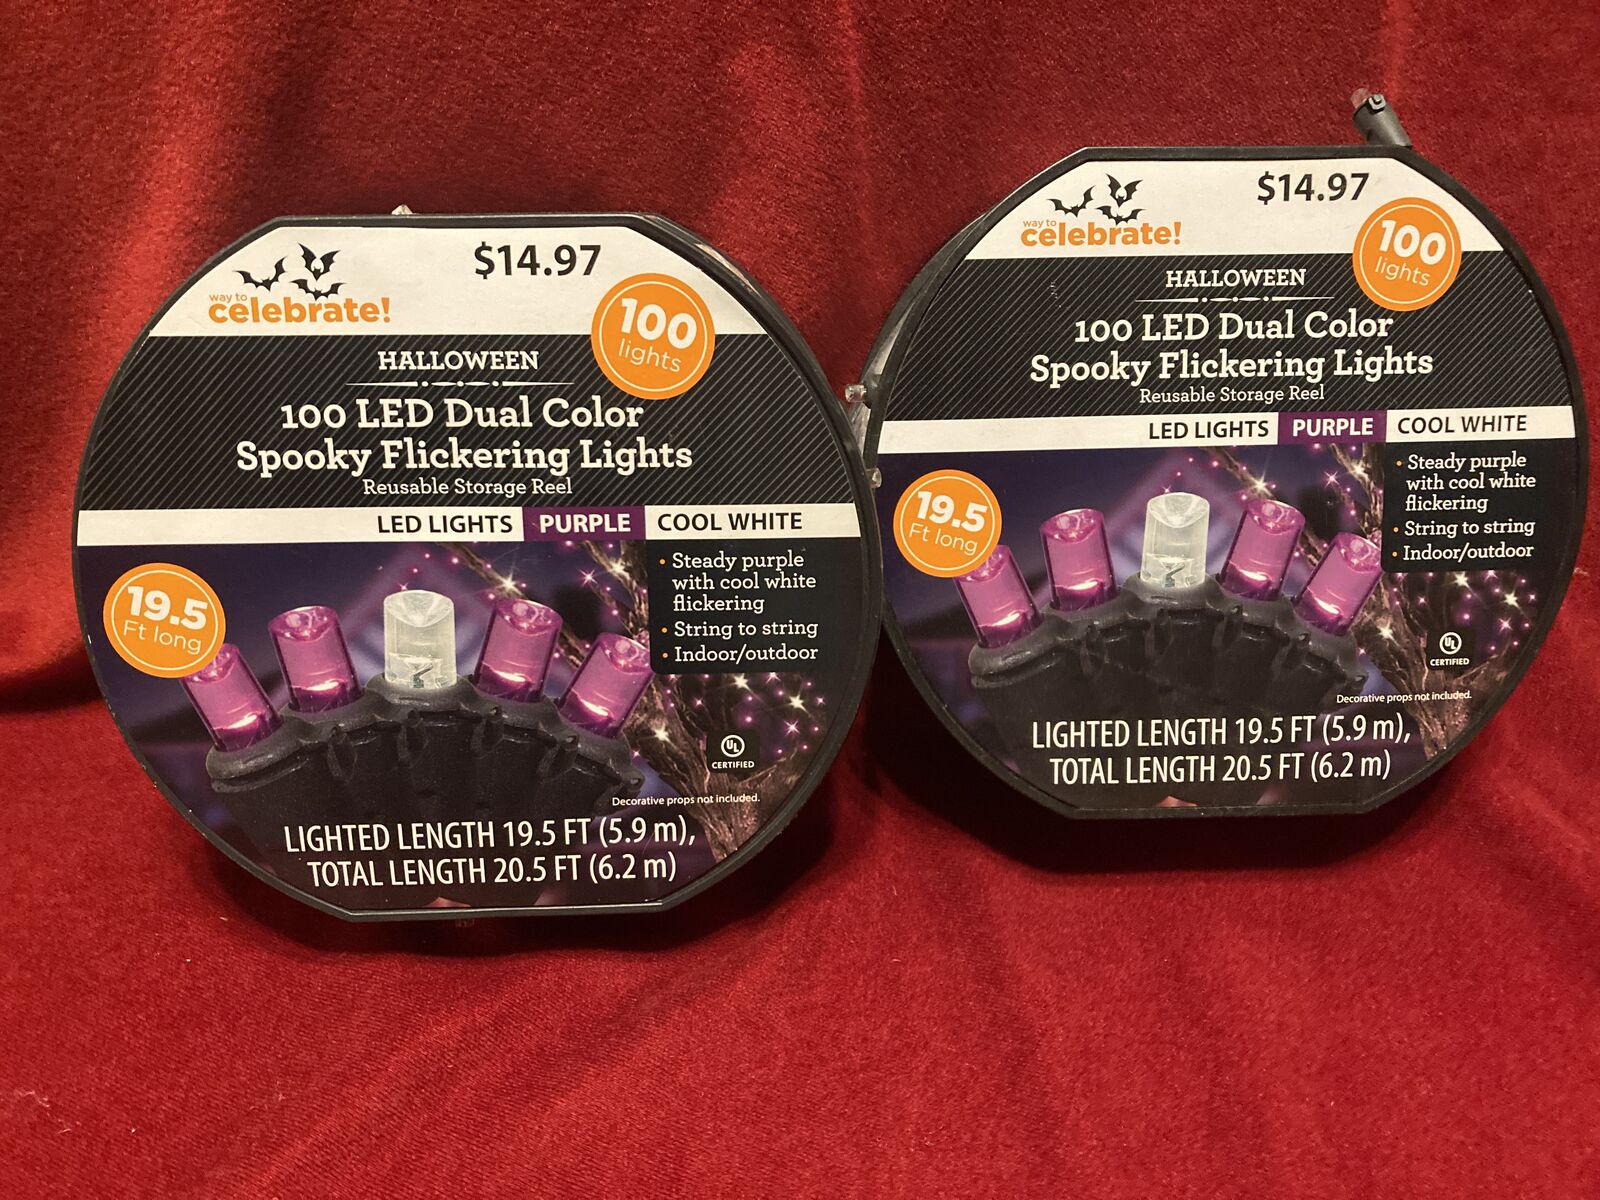 $14.97
way to
celebrate!
100
lights
HALLOWEEN
100 LED Dual Color
Spooky Flickering Lights
Reusable Storage Reel
LED LIGHTS PURPLE COOL WHITE
• Steady purple
with cool white
flickering
• String to string
• Indoor/outdoor
19.5
Ft long
UL
CERTIFIED
Decorative props not included.
LIGHTED LENGTH 19.5 FT (5.9 m),
TOTAL LENGTH 20.5 FT (6.2 m)
$14.97
way to
celebrate!
100
lights
HALLOWEEN
100 LED Dual Color
Spooky Flickering Lights
Reusable Storage Reel
LED LIGHTS PURPLE COOL WHITE
• Steady purple
with cool white
flickering
• String to string
• Indoor/outdoor
19.5
Ft long
UL
CERTIFIED
Decorative props not included.
LIGHTED LENGTH 19.5 FT (5.9 m),
TOTAL LENGTH 20.5 FT (6.2 m)